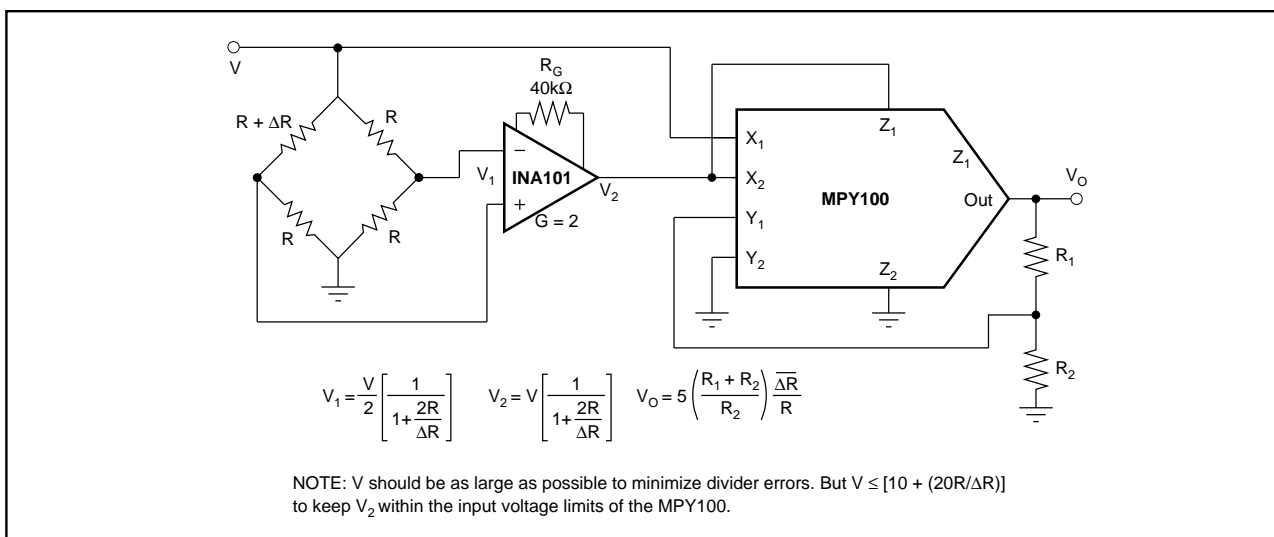 V
R + ΔR
R
R
R
R_G
40kΩ
V_1
−
+
INA101
G = 2
V_2
X_1
X_2
Y_1
Y_2
Z_1
Z_1
MPY100
Out
Z_2
V_O
R_1
R_2
V_1 = V/2 [1/(1+ 2R/ΔR)] V_2 = V [1/(1+ 2R/ΔR)] V_O = 5 ((R_1 + R_2)/R_2) \overline{ΔR}/R
NOTE: V should be as large as possible to minimize divider errors. But V ≤ [10 + (20R/ΔR)]
to keep V_2 within the input voltage limits of the MPY100.